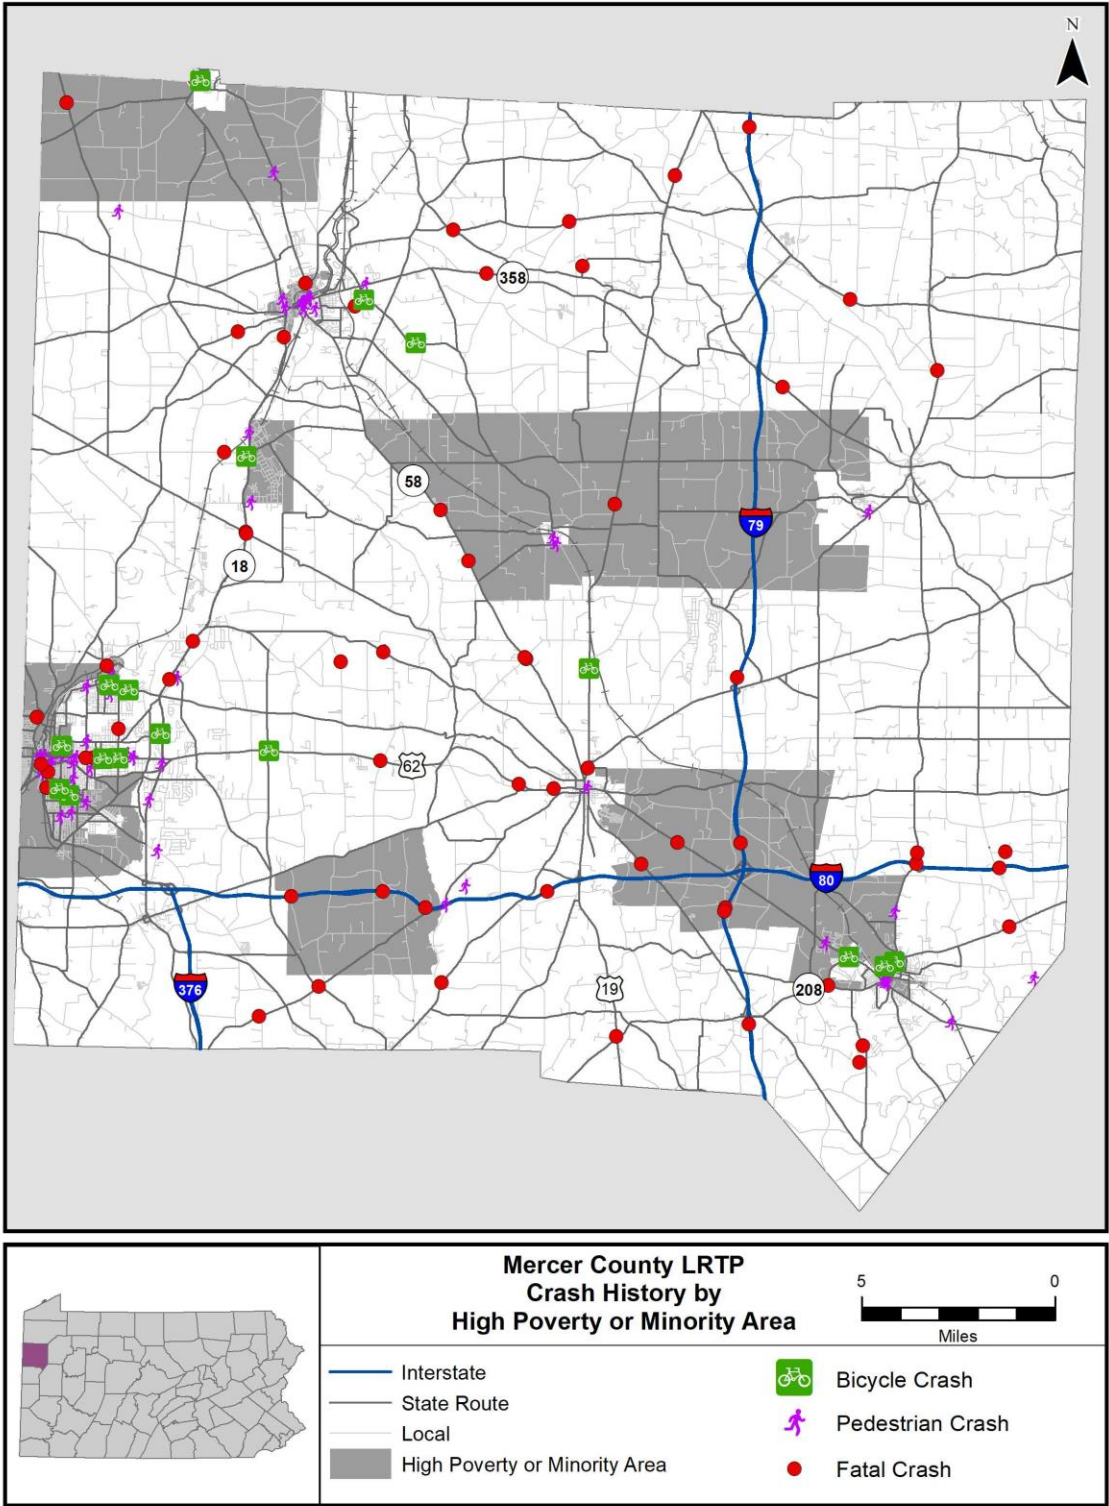 N
358
58
79
18
62
80
376
19
208
Mercer County LRTP
Crash History by
High Poverty or Minority Area
5 0
Miles
Interstate
State Route
Local
High Poverty or Minority Area
Bicycle Crash
Pedestrian Crash
Fatal Crash